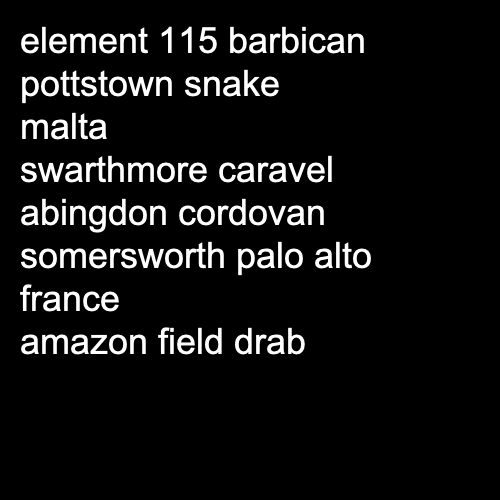 element 115 barbican
pottstown snake
malta
swarthmore caravel
abingdon cordovan
somersworth palo alto
france
amazon field drab